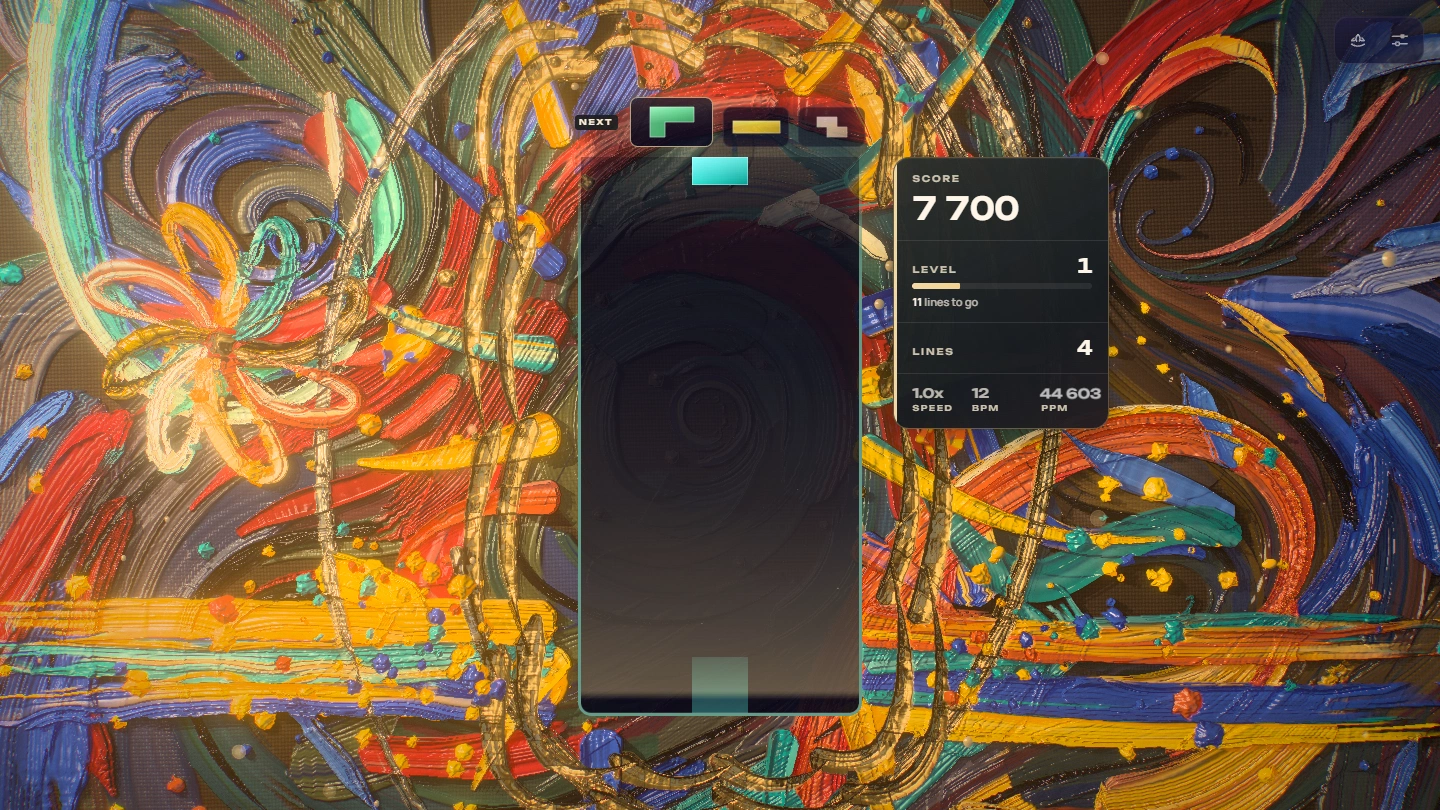 NEXT
SCORE
7 700
LEVEL 1
11 lines to go
LINES 4
1.0x 12 44 603
SPEED BPM PPM